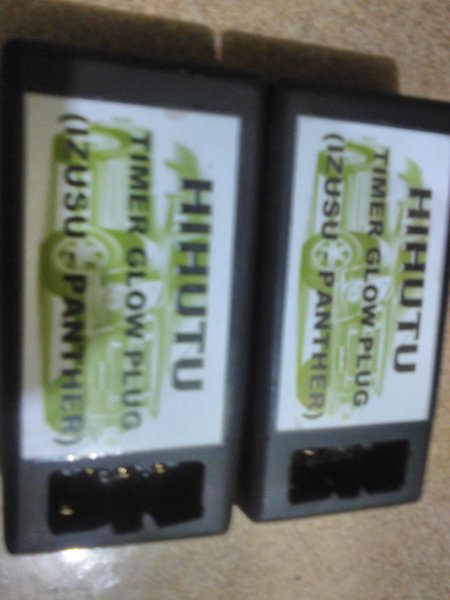 HIHUTU
TIMER GLOW PLUG
(IZUSU - PANTHER)
HIHUTU
TIMER GLOW PLUG
(IZUSU - PANTHER)